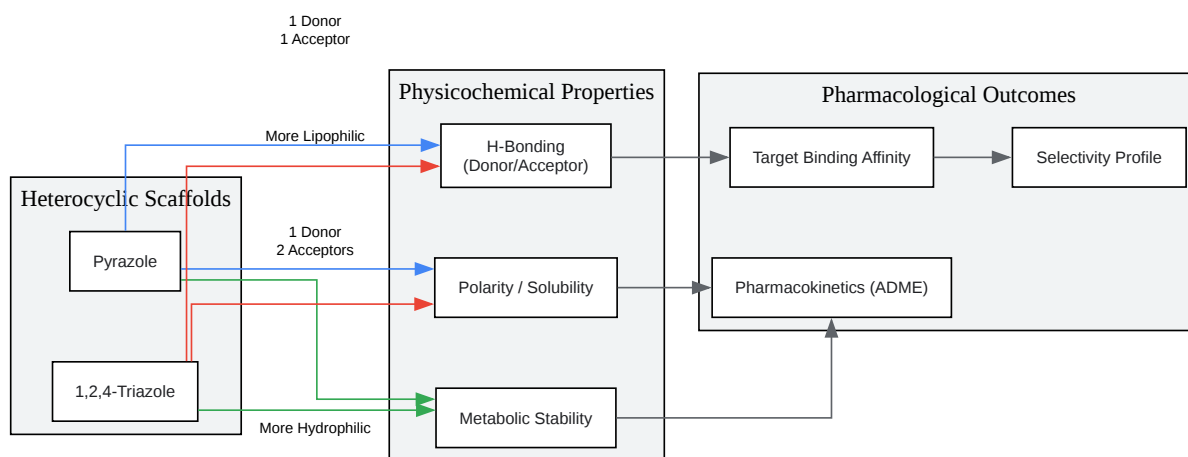 1 Donor
1 Acceptor
Physicochemical Properties
Pharmacological Outcomes
More Lipophilic
H-Bonding
(Donor/Acceptor)
Target Binding Affinity
Selectivity Profile
Heterocyclic Scaffolds
Pyrazole
1 Donor
2 Acceptors
Polarity / Solubility
Pharmacokinetics (ADME)
1,2,4-Triazole
More Hydrophilic
Metabolic Stability